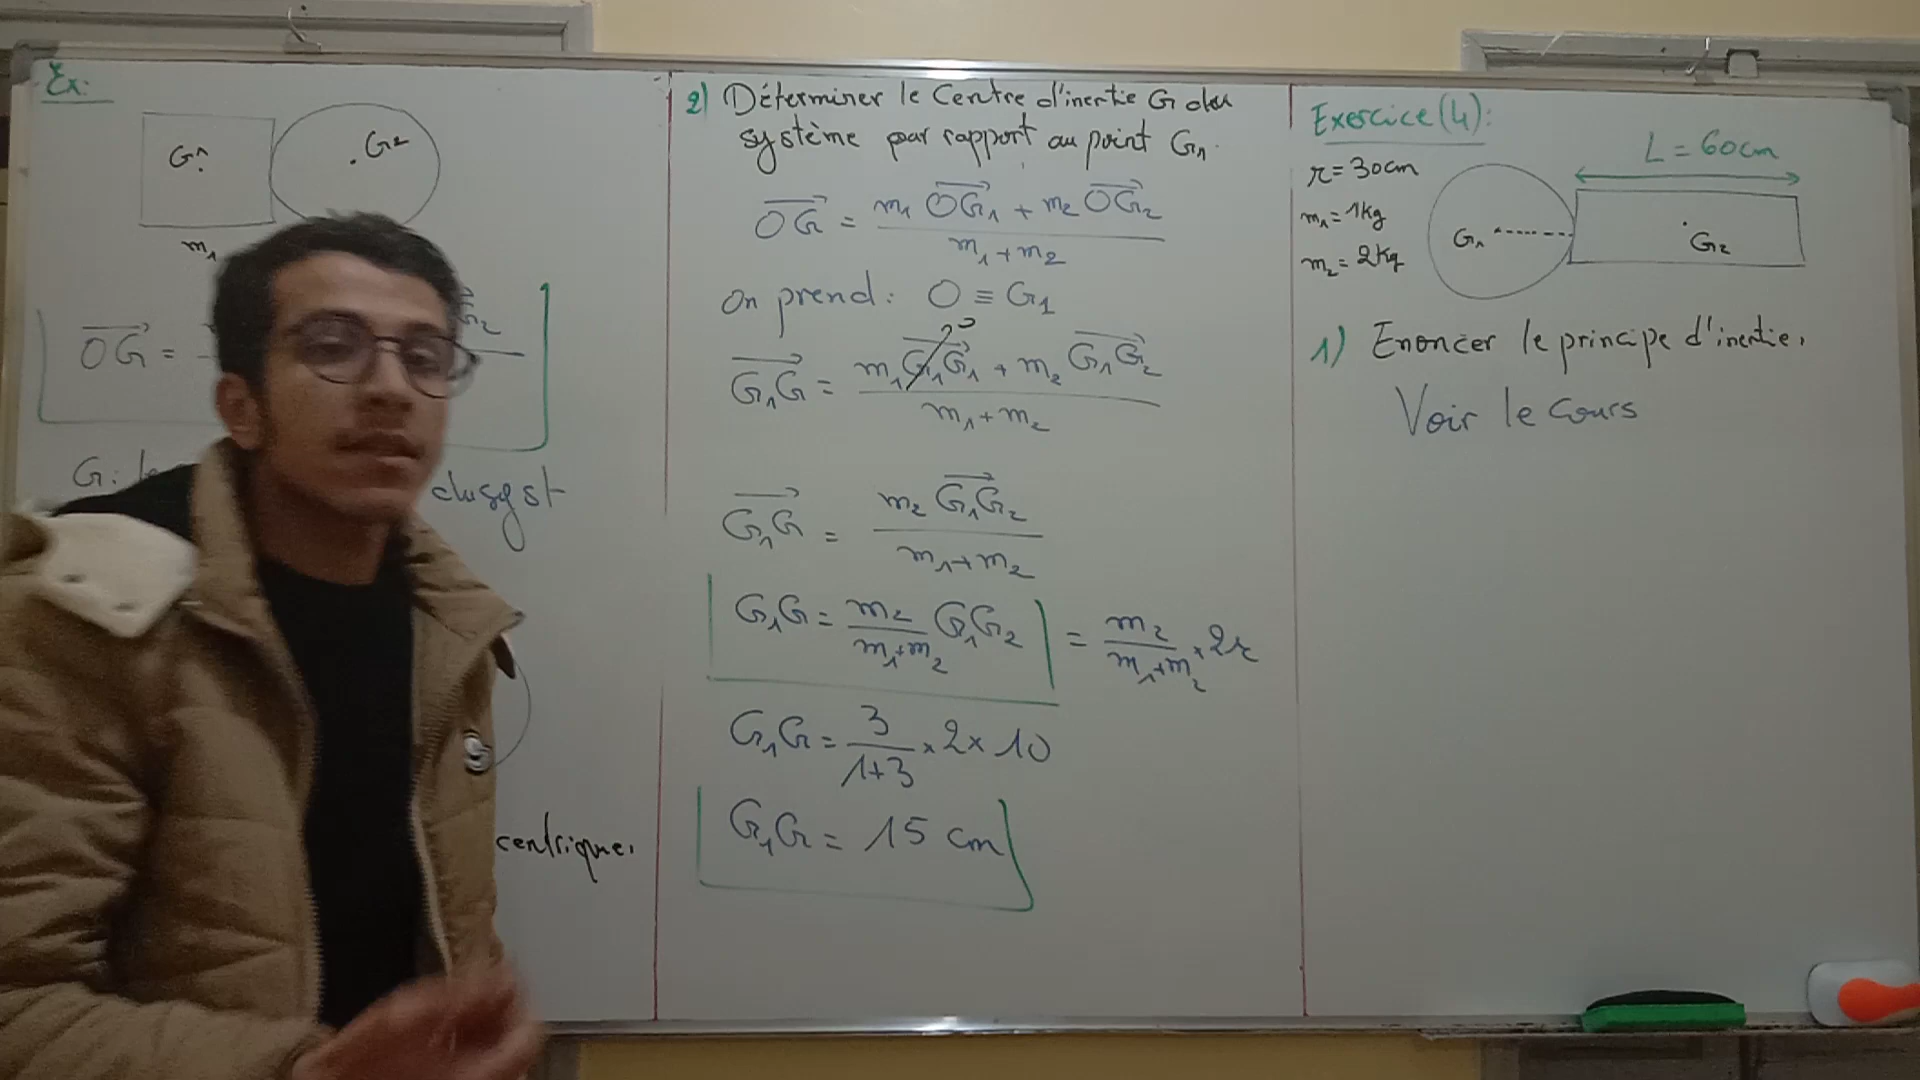 Ex:
G1
G2
m1
OG =
G2
G:
du syst
centrique.
2) Déterminer le Centre d'inertie G du
système par rapport au point G1.
OG = m1 OG1 + m2 OG2 / m1 + m2
On prend: O ≡ G1
G1G = m1 G1G1 + m2 G1G2 / m1 + m2
G1G = m2 G1G2 / m1 + m2
G1G = m2 / m1 + m2 G1G2 = m2 / m1 + m2 × 2r
G1G = 3 / 1+3 × 2 × 10
G1G = 15 cm
Exercice (4):
L = 60cm
r = 30cm
m1 = 1kg
m2 = 2kg
G1
G2
1) Enoncer le principe d'inertie.
Voir le cours